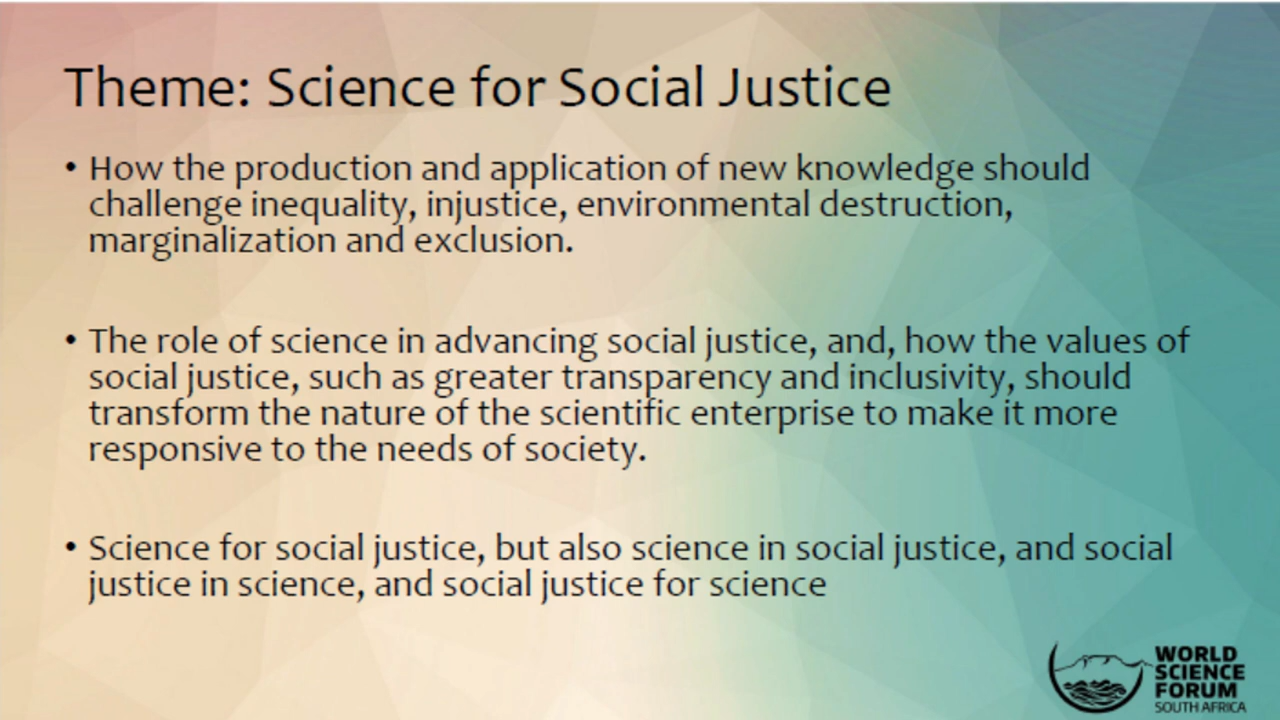 Theme: Science for Social Justice
• How the production and application of new knowledge should
challenge inequality, injustice, environmental destruction,
marginalization and exclusion.
• The role of science in advancing social justice, and, how the values of
social justice, such as greater transparency and inclusivity, should
transform the nature of the scientific enterprise to make it more
responsive to the needs of society.
• Science for social justice, but also science in social justice, and social
justice in science, and social justice for science
WORLD
SCIENCE
FORUM
SOUTH AFRICA